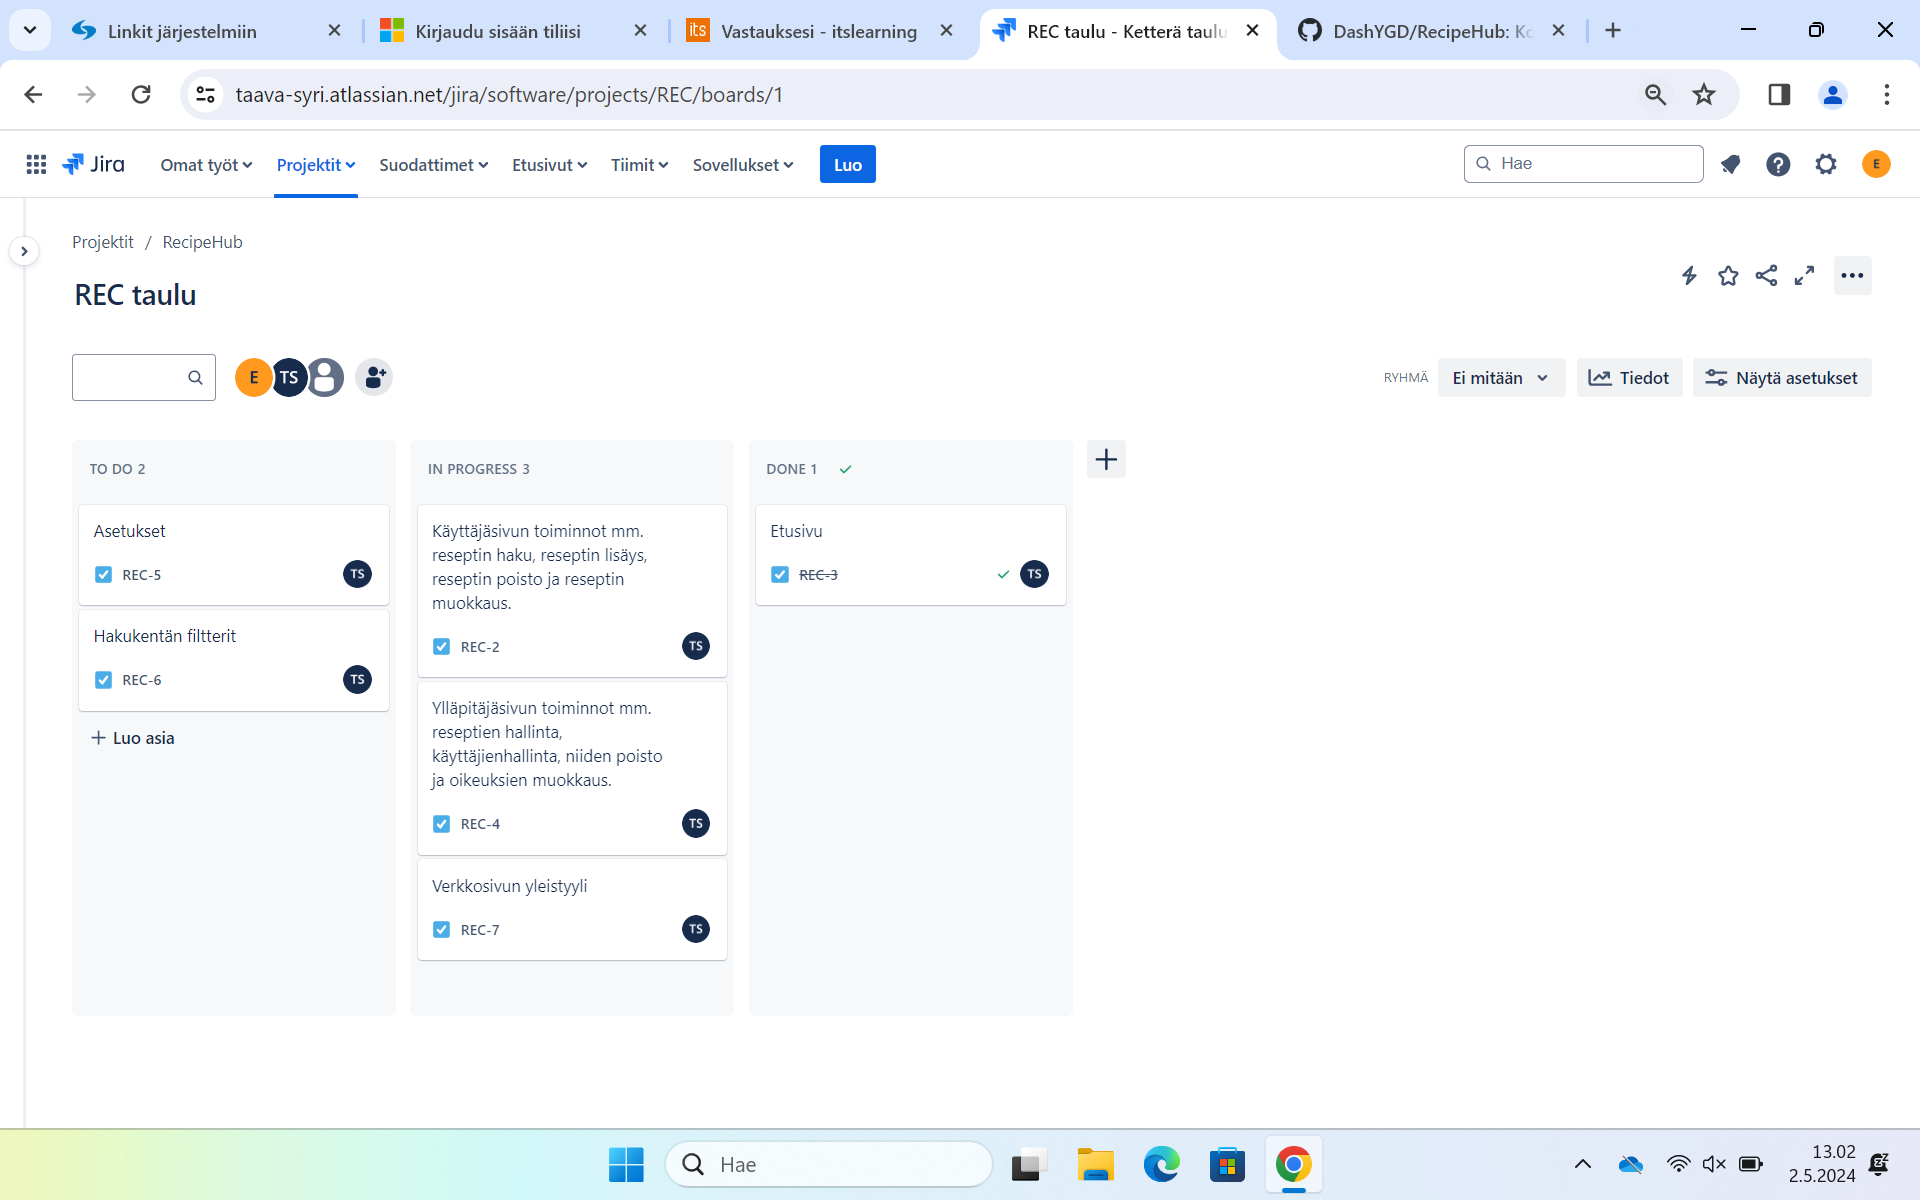 Linkit järjestelmiin
Kirjaudu sisään tiliisi
its
Vastauksesi - itslearning
REC taulu - Ketterä taulu
DashYGD/RecipeHub: Ko
taava-syri.atlassian.net/jira/software/projects/REC/boards/1
Jira
Omat työt
Projektit
Suodattimet
Etusivut
Tiimit
Sovellukset
Luo
Hae
E
Projektit / RecipeHub
REC taulu
E
TS
RYHMÄ
Ei mitään
Tiedot
Näytä asetukset
TO DO 2
Asetukset
REC-5
TS
Hakukentän filtterit
REC-6
TS
Luo asia
IN PROGRESS 3
Käyttäjäsivun toiminnot mm.
reseptin haku, reseptin lisäys,
reseptin poisto ja reseptin
muokkaus.
REC-2
TS
Ylläpitäjäsivun toiminnot mm.
reseptien hallinta,
käyttäjienhallinta, niiden poisto
ja oikeuksien muokkaus.
REC-4
TS
Verkkosivun yleistyyli
REC-7
TS
DONE 1
Etusivu
REC-3
TS
Hae
13.02
2.5.2024